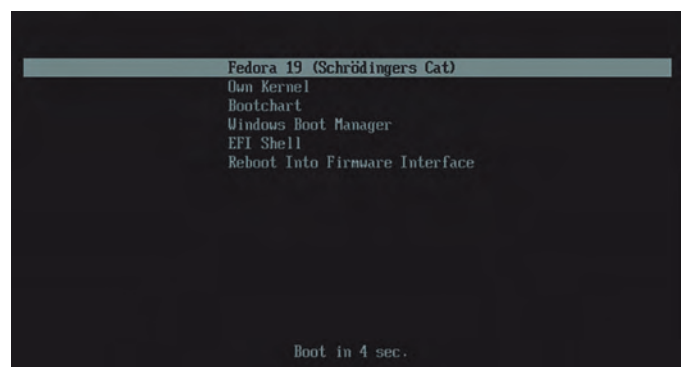 Fedora 19 (Schrödingers Cat)
Own Kernel
Bootchart
Windows Boot Manager
EFI Shell
Reboot Into Firmware Interface
Boot in 4 sec.